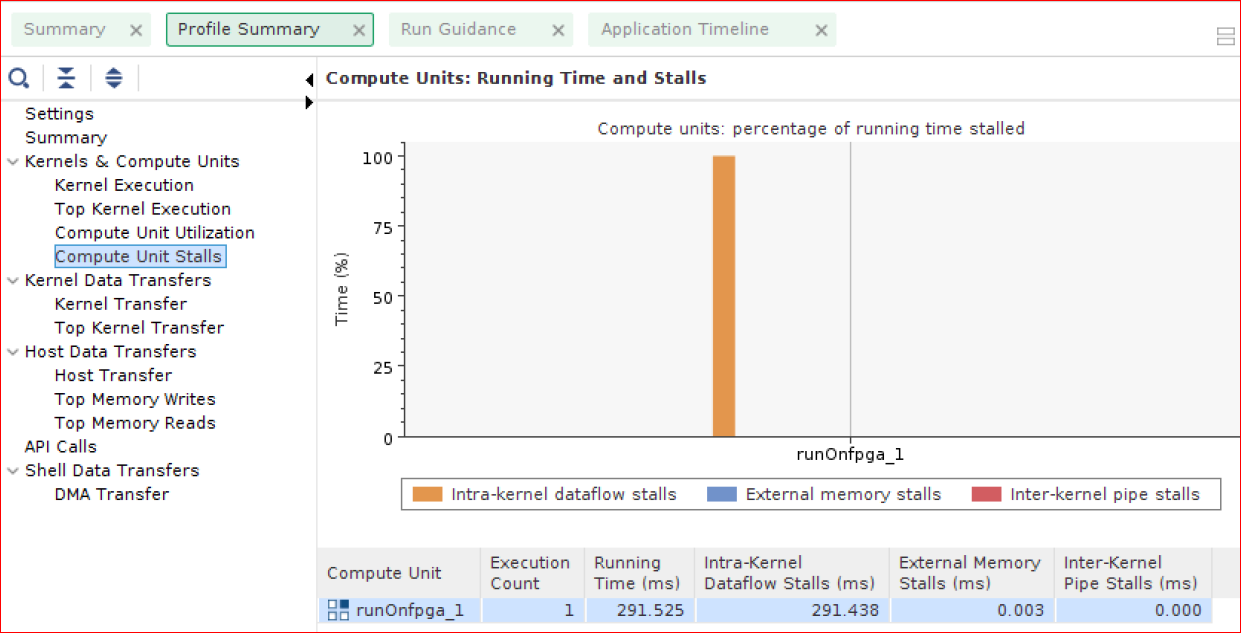 Summary
Profile Summary
Run Guidance
Application Timeline
Compute Units: Running Time and Stalls
Settings
Summary
Kernels & Compute Units
Kernel Execution
Top Kernel Execution
Compute Unit Utilization
Compute Unit Stalls
Kernel Data Transfers
Kernel Transfer
Top Kernel Transfer
Host Data Transfers
Host Transfer
Top Memory Writes
Top Memory Reads
API Calls
Shell Data Transfers
DMA Transfer
Compute units: percentage of running time stalled
Time (%)
100
75
50
25
0
runOnfpga_1
Intra-kernel dataflow stalls
External memory stalls
Inter-kernel pipe stalls
Compute Unit
Execution
Count
Running
Time (ms)
Intra-Kernel
Dataflow Stalls (ms)
External Memory
Stalls (ms)
Inter-Kernel
Pipe Stalls (ms)
runOnfpga_1 1 291.525 291.438 0.003 0.000